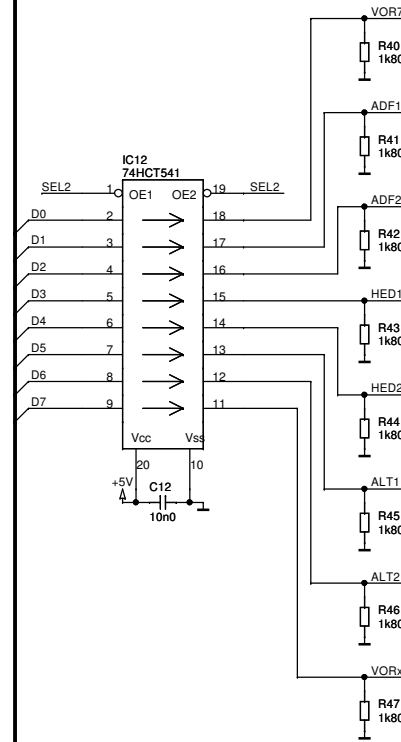 VOR7
R40
1k80
ADF1
R41
1k80
IC12
74HCT541
SEL2 1 OE1 OE2 19 SEL2
ADF2
D0 2 18
R42
1k80
D1 3 17
D2 4 16
D3 5 15 HED1
D4 6 14
R43
1k80
D5 7 13
D6 8 12
HED2
D7 9 11
R44
1k80
Vcc Vss
20 10
+5V C12
10n0
ALT1
R45
1k80
ALT2
R46
1k80
VORx
R47
1k80